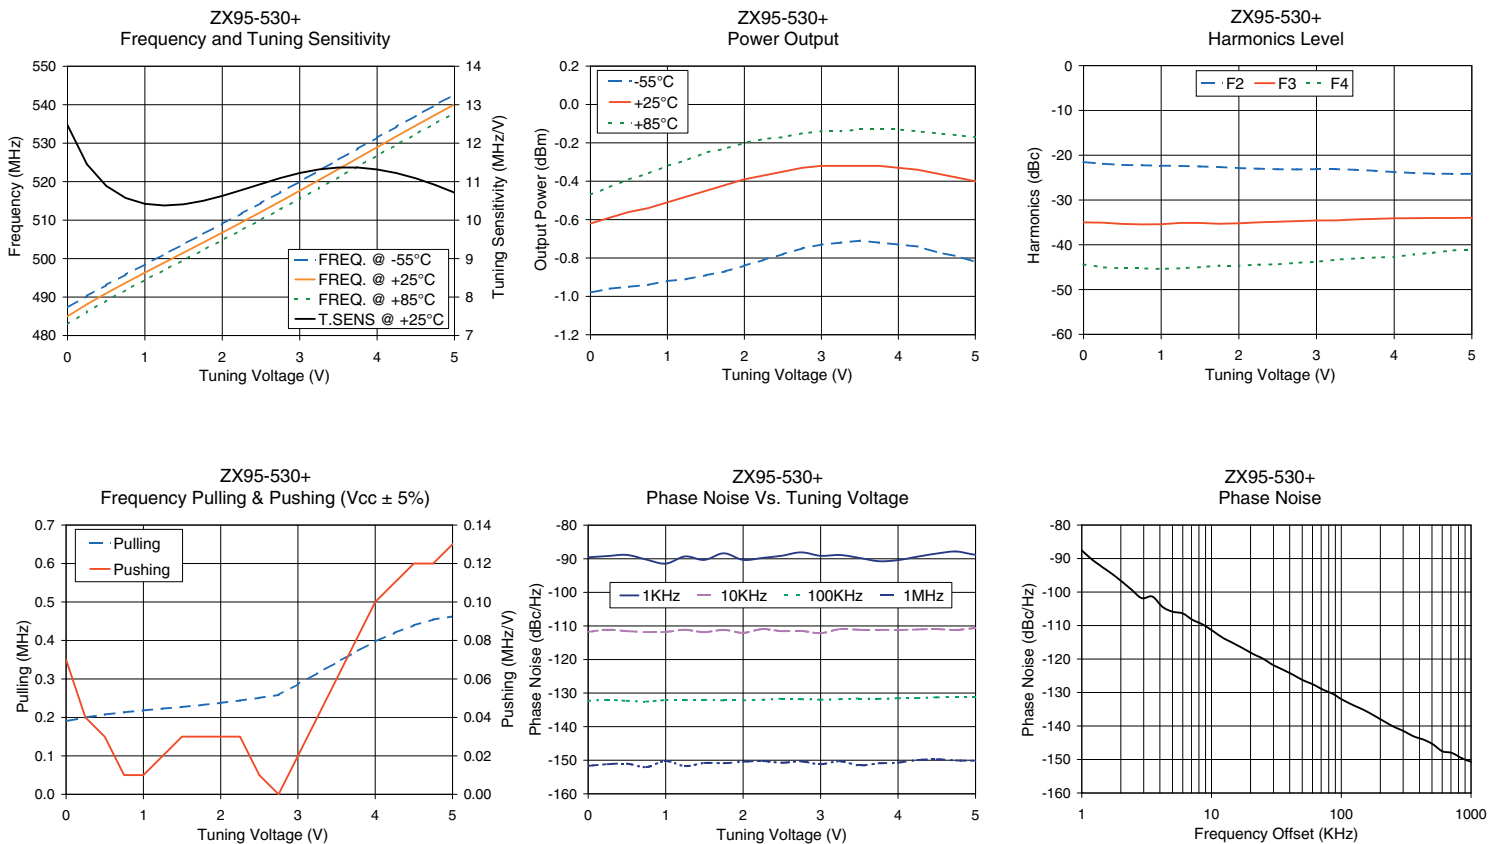 ZX95-530+
Frequency and Tuning Sensitivity
550
540
530
520
510
500
490
480
14
13
12
11
10
9
8
7
Frequency (MHz)
Tuning Sensitivity (MHz/V)
FREQ. @ -55°C
FREQ. @ +25°C
FREQ. @ +85°C
T.SENS @ +25°C
0 1 2 3 4 5
Tuning Voltage (V)
ZX95-530+
Power Output
0.2
0.0
-0.2
-0.4
-0.6
-0.8
-1.0
-1.2
Output Power (dBm)
-55°C
+25°C
+85°C
0 1 2 3 4 5
Tuning Voltage (V)
ZX95-530+
Harmonics Level
0
-10
-20
-30
-40
-50
-60
Harmonics (dBc)
F2 F3 F4
0 1 2 3 4 5
Tuning Voltage (V)
ZX95-530+
Frequency Pulling & Pushing (Vcc ± 5%)
0.7
0.6
0.5
0.4
0.3
0.2
0.1
0.0
0.14
0.12
0.10
0.08
0.06
0.04
0.02
0.00
Pulling (MHz)
Pushing (MHz/V)
Pulling
Pushing
0 1 2 3 4 5
Tuning Voltage (V)
ZX95-530+
Phase Noise Vs. Tuning Voltage
-80
-90
-100
-110
-120
-130
-140
-150
-160
Phase Noise (dBc/Hz)
1KHz 10KHz 100KHz 1MHz
0 1 2 3 4 5
Tuning Voltage (V)
ZX95-530+
Phase Noise
-80
-90
-100
-110
-120
-130
-140
-150
-160
Phase Noise (dBc/Hz)
1 10 100 1000
Frequency Offset (KHz)